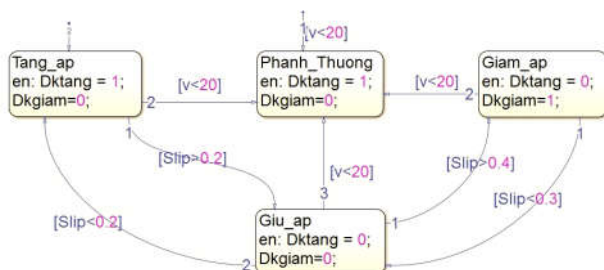 2
1
[v<20]
Tang_ap
en: Dktang = 1;
Dkgiam=0;
Phanh_Thuong
en: Dktang = 1;
Dkgiam=0;
Giam_ap
en: Dktang = 0;
Dkgiam=1;
[v<20]
2
[v<20]
2
1
1
[Slip>0.2]
[v<20]
[Slip>0.4]
[Slip<0.3]
[Slip<0.2]
3
1
2
Giu_ap
en: Dktang = 0;
Dkgiam=0;